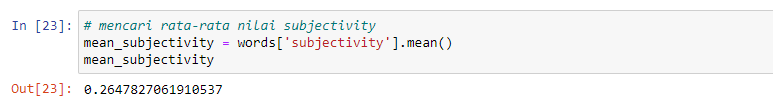 In [23]: # mencari rata-rata nilai subjectivity
mean_subjectivity = words['subjectivity'].mean()
mean_subjectivity
Out[23]: 0.2647827061910537